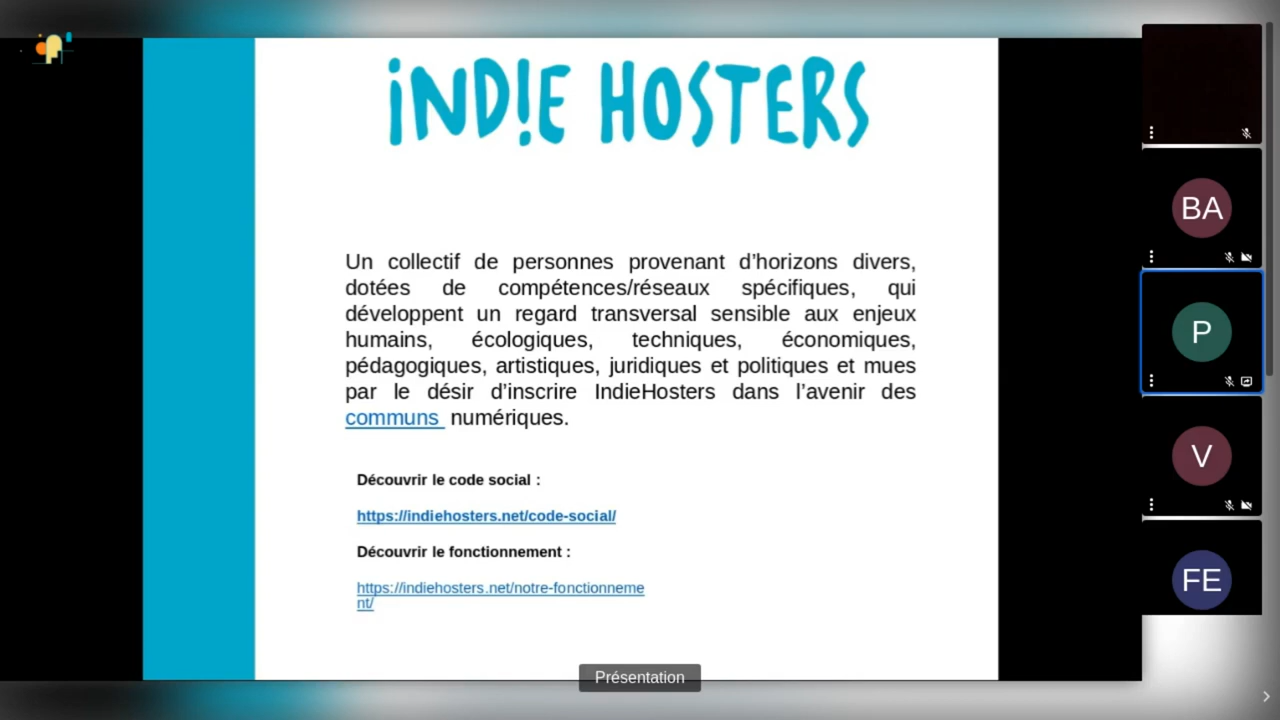 iND!E HOSTERS
Un collectif de personnes provenant d’horizons divers,
dotées de compétences/réseaux spécifiques, qui
développent un regard transversal sensible aux enjeux
humains, écologiques, techniques, économiques,
pédagogiques, artistiques, juridiques et politiques et mues
par le désir d’inscrire IndieHosters dans l’avenir des
communs numériques.
Découvrir le code social :
https://indiehosters.net/code-social/
Découvrir le fonctionnement :
https://indiehosters.net/notre-fonctionneme
nt/
Présentation
BA
P
V
FE